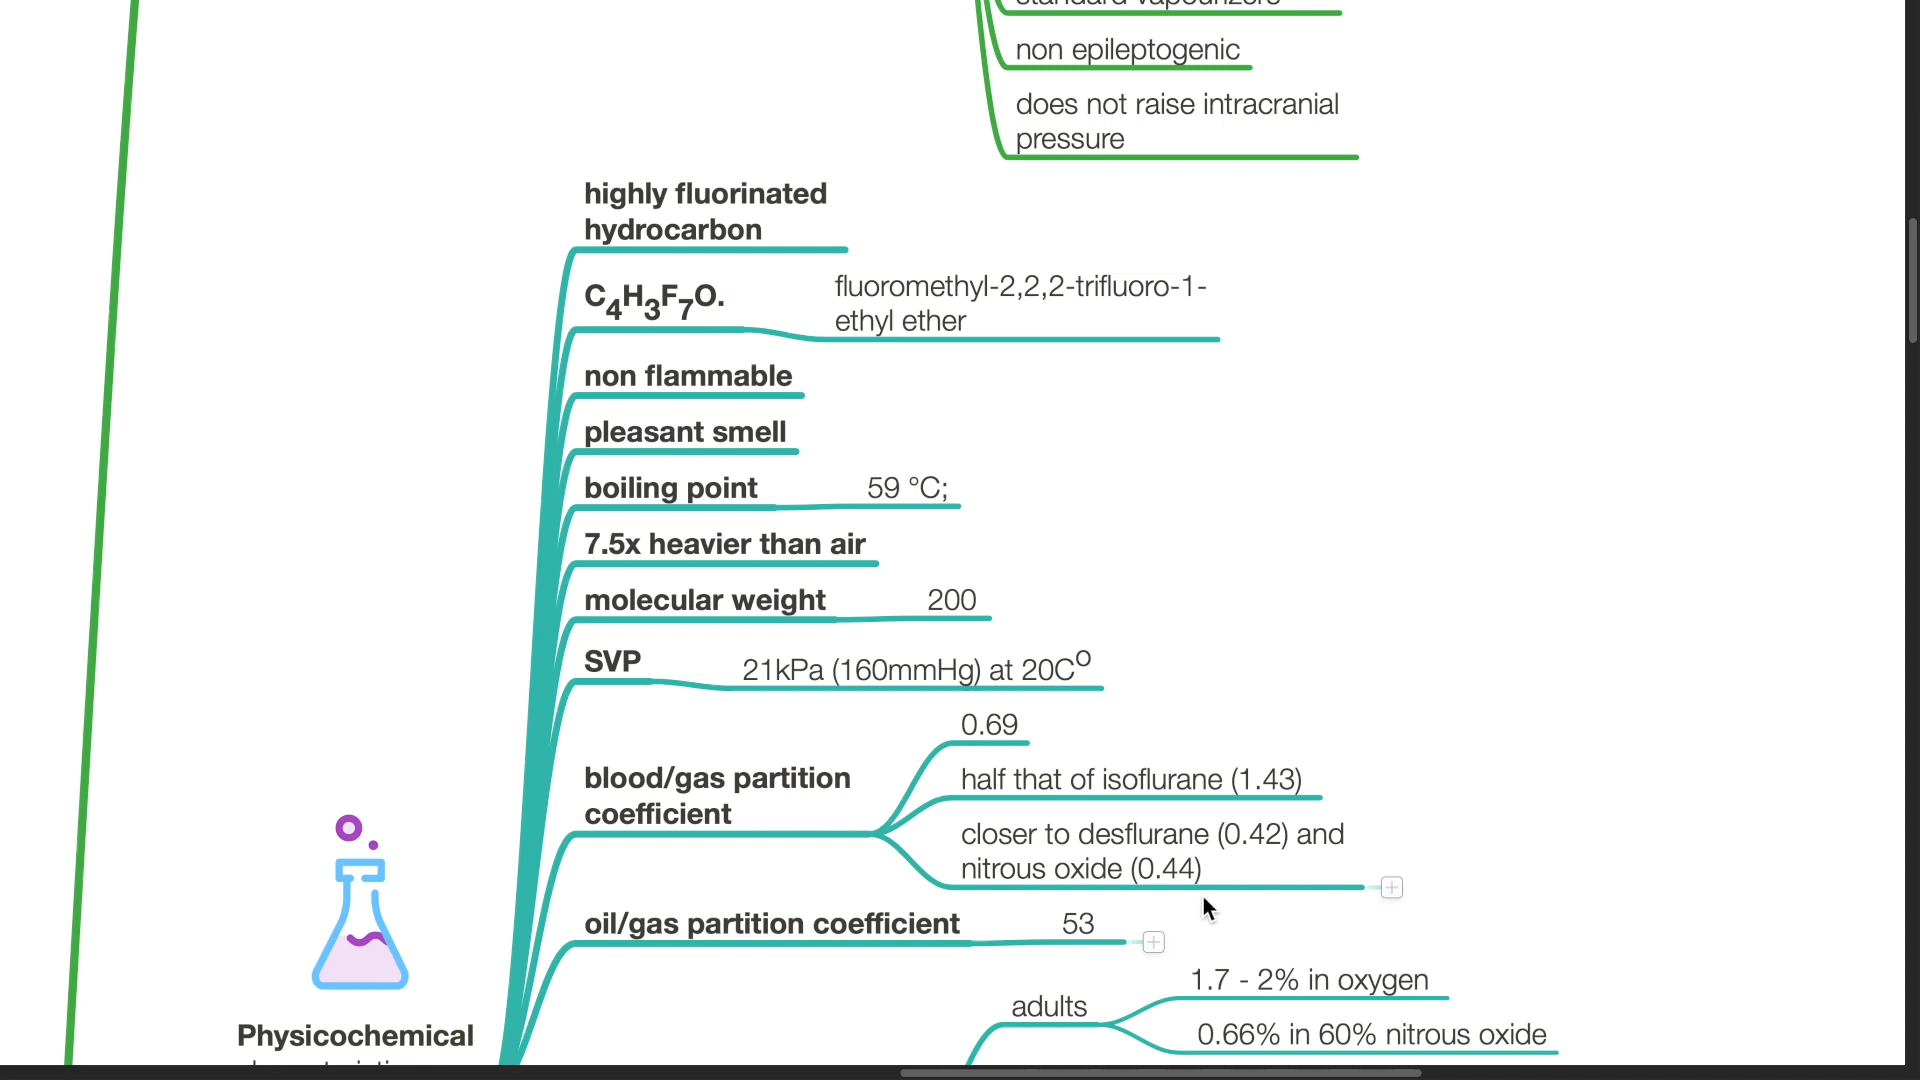 standard vapourizers
non epileptogenic
does not raise intracranial
pressure
highly fluorinated
hydrocarbon
C₄H₃F₇O.
fluoromethyl-2,2,2-trifluoro-1-
ethyl ether
non flammable
pleasant smell
boiling point
59 °C;
7.5x heavier than air
molecular weight
200
SVP
21kPa (160mmHg) at 20Cᴼ
0.69
blood/gas partition
coefficient
half that of isoflurane (1.43)
closer to desflurane (0.42) and
nitrous oxide (0.44)
oil/gas partition coefficient
53
adults
1.7 - 2% in oxygen
0.66% in 60% nitrous oxide
Physicochemical